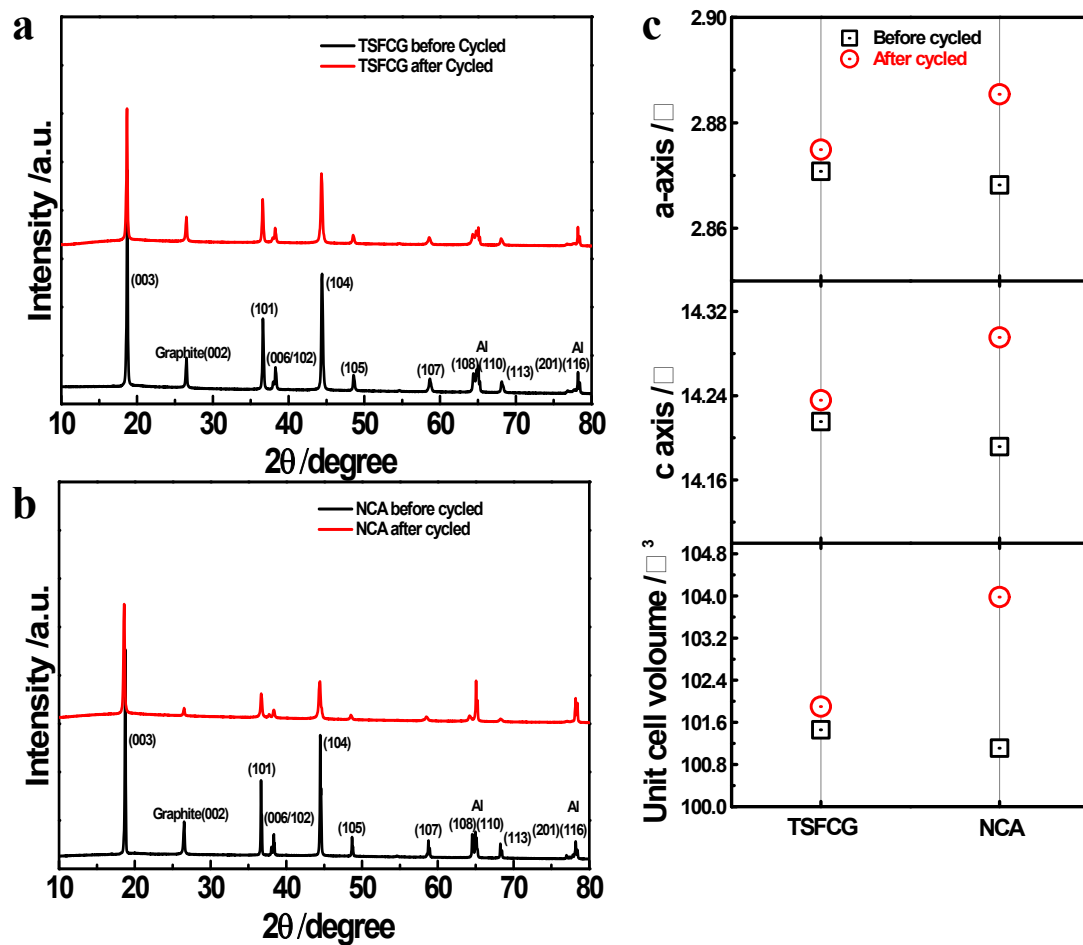 a
TSFCG before Cycled
TSFCG after Cycled
Intensity /a.u.
(003)
Graphite(002)
(101)
(006/102)
(104)
(105)
(107)
Al
(108)(110)
(113)
Al
(201)(116)
10 20 30 40 50 60 70 80
2θ /degree
b
NCA before cycled
NCA after cycled
Intensity /a.u.
(003)
Graphite(002)
(101)
(006/102)
(104)
(105)
(107)
Al
(108)(110)
(113)
Al
(201)(116)
10 20 30 40 50 60 70 80
2θ /degree
c
Before cycled
After cycled
a-axis /□
2.90
2.88
2.86
c axis /□
14.32
14.24
14.16
Unit cell voloume /□³
104.8
104.0
103.2
102.4
101.6
100.8
100.0
TSFCG NCA